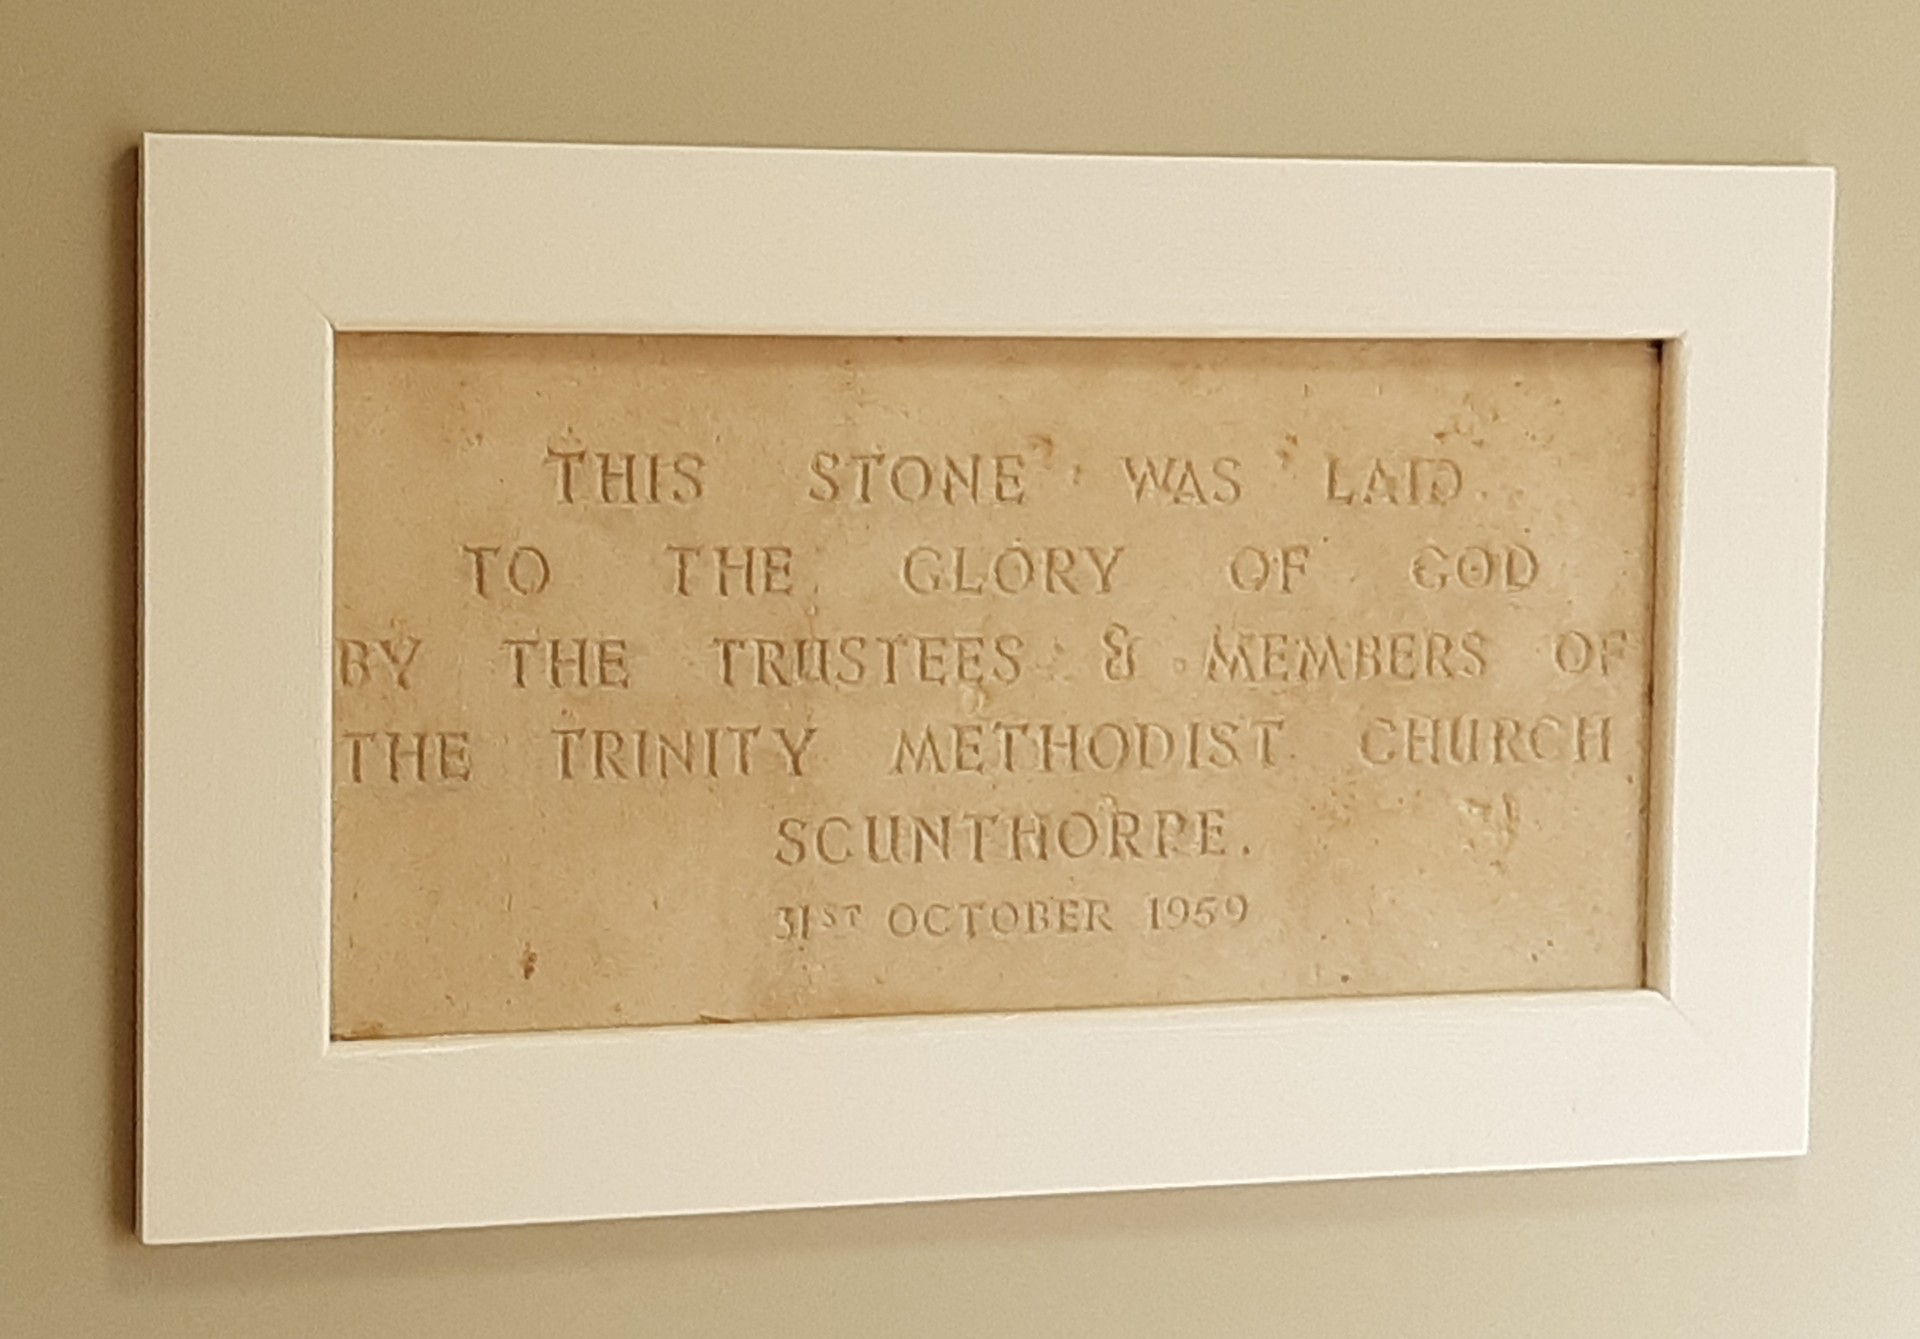 THIS STONE WAS LAID
TO THE GLORY OF GOD
BY THE TRUSTEES & MEMBERS OF
THE TRINITY METHODIST CHURCH
SCUNTHORPE.
31ST OCTOBER 1959